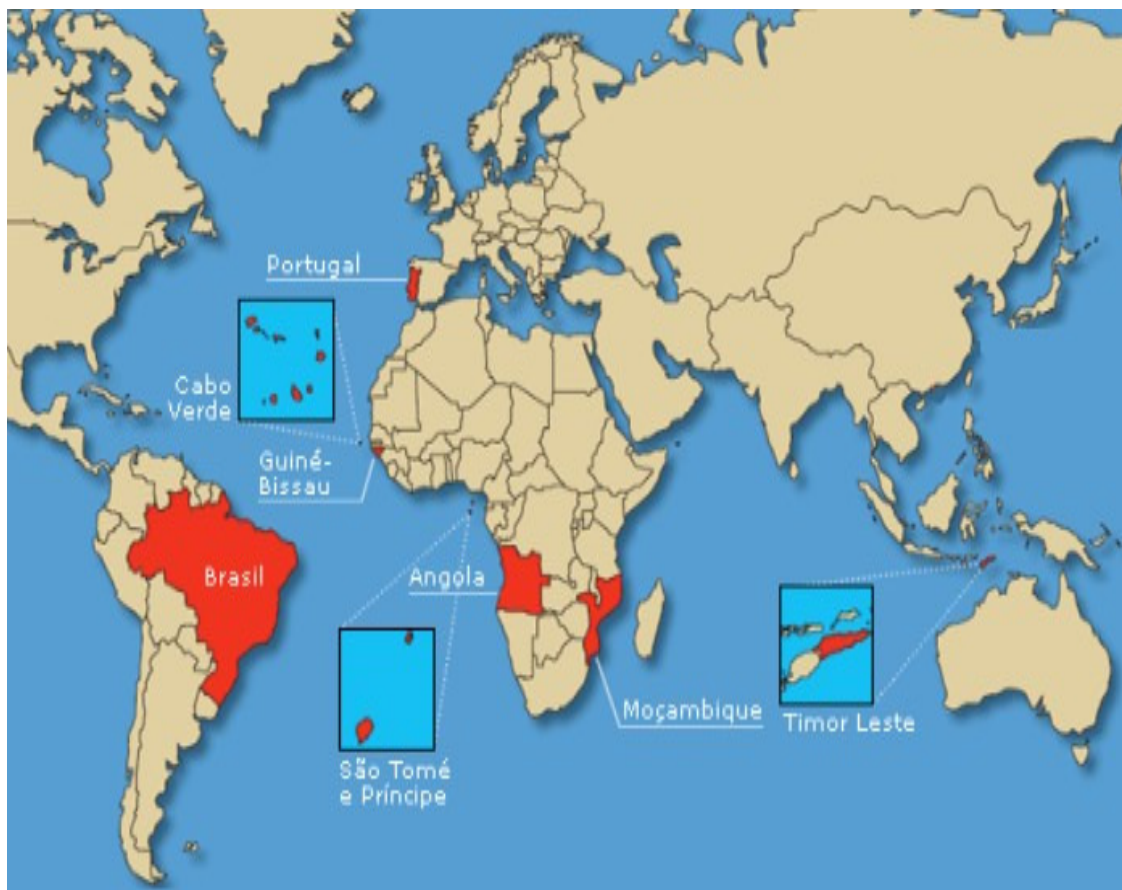 Portugal
Cabo
Verde
Guiné-
Bissau
Brasil
Angola
Moçambique
Timor Leste
São Tomé
e Príncipe